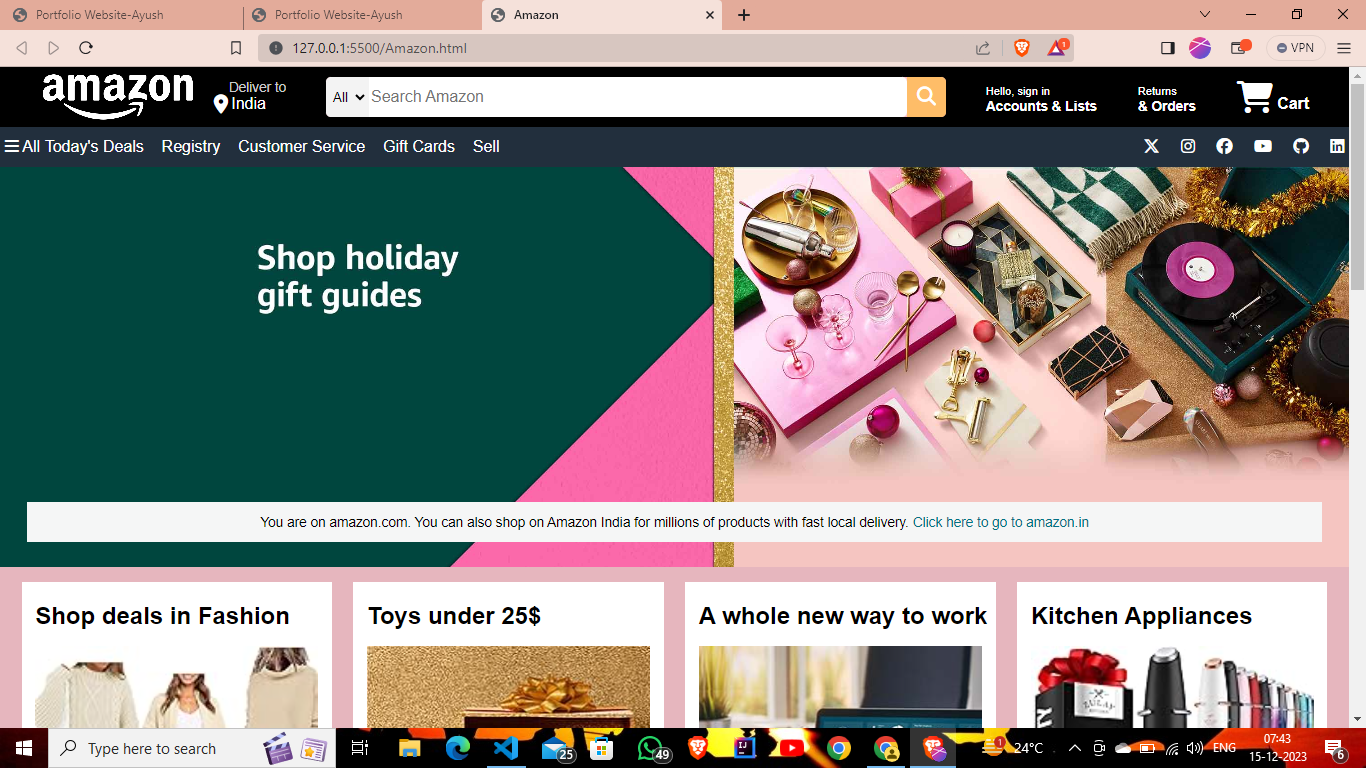 Portfolio Website-Ayush
Portfolio Website-Ayush
Amazon
127.0.0.1:5500/Amazon.html
1
VPN
amazon
Deliver to
India
All
Search Amazon
Hello, sign in
Accounts & Lists
Returns
& Orders
Cart
All Today's Deals Registry Customer Service Gift Cards Sell
Shop holiday
gift guides
You are on amazon.com. You can also shop on Amazon India for millions of products with fast local delivery. Click here to go to amazon.in
Shop deals in Fashion
Toys under 25$
A whole new way to work
Kitchen Appliances
Type here to search
25
49
1
24°C
ENG
07:43
15-12-2023
6